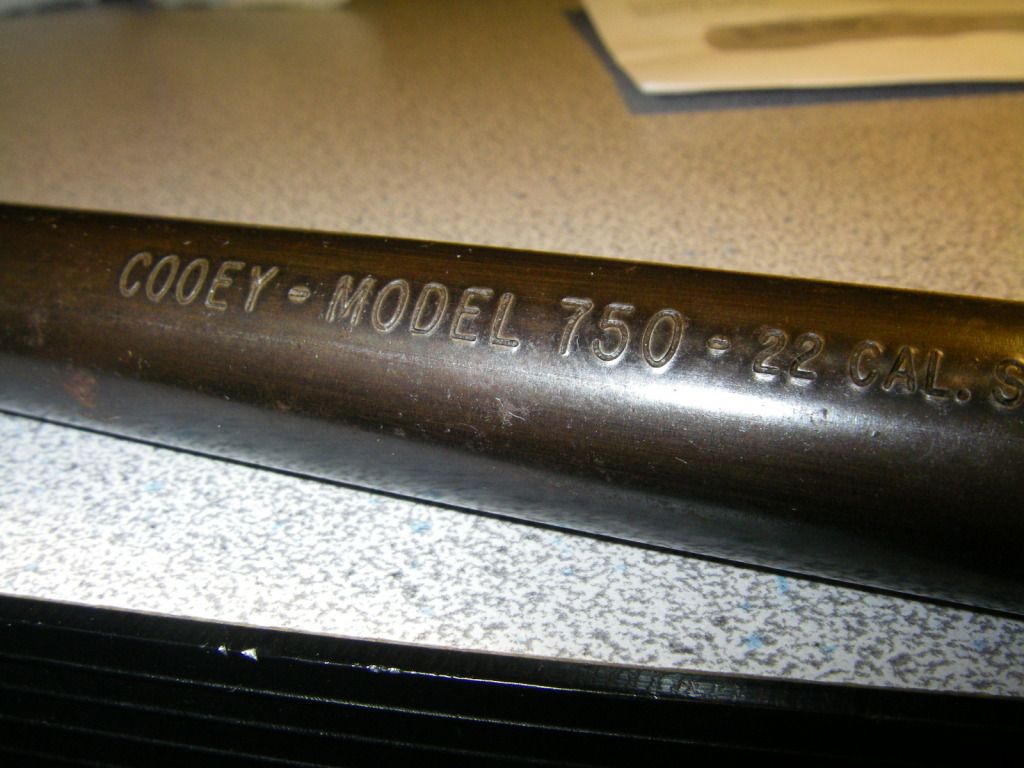 COOEY - MODEL 750 - 22 CAL. S